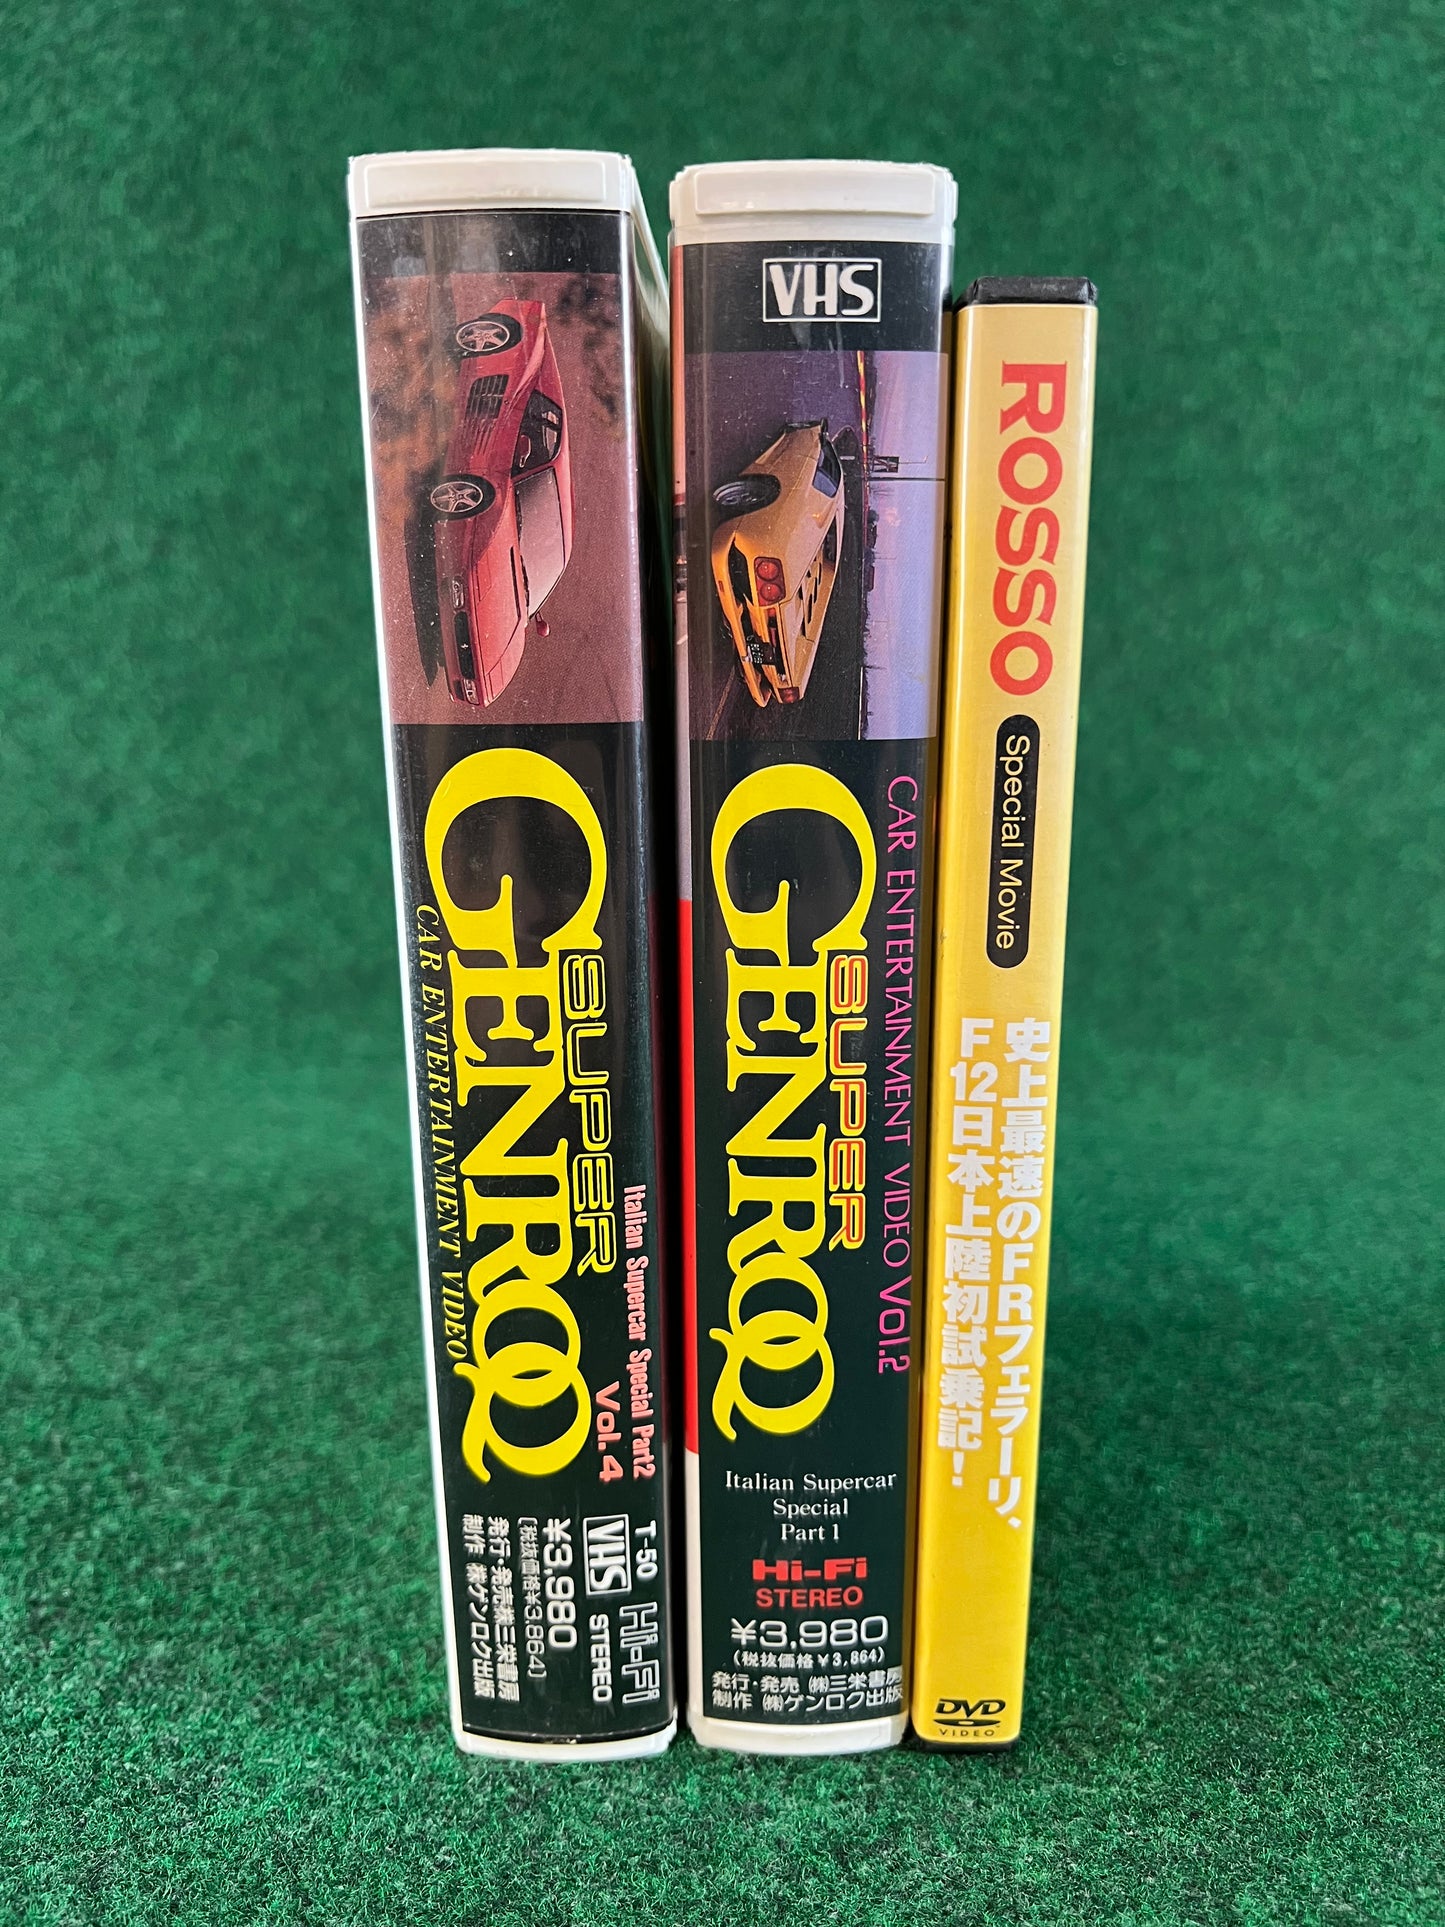 SUPER
GENROQ
CAR ENTERTAINMENT VIDEO
Italian Supercar Special Part2
Vol.4
T-50 Hi-Fi
VHS STEREO
¥3,980
[税抜価格¥3,864]
発行・発売 ㈱三栄書房
制作 ㈱ゲンロク出版
VHS
CAR ENTERTAINMENT VIDEO Vol.2
SUPER
GENROQ
Italian Supercar
Special
Part 1
Hi-Fi
STEREO
¥3,980
(税抜価格¥3,864)
発行・発売 ㈱三栄書房
制作 ㈱ゲンロク出版
ROSSO Special Movie
史上最速のFRフェラーリ、
F12日本上陸初試乗記!
DVD
VIDEO